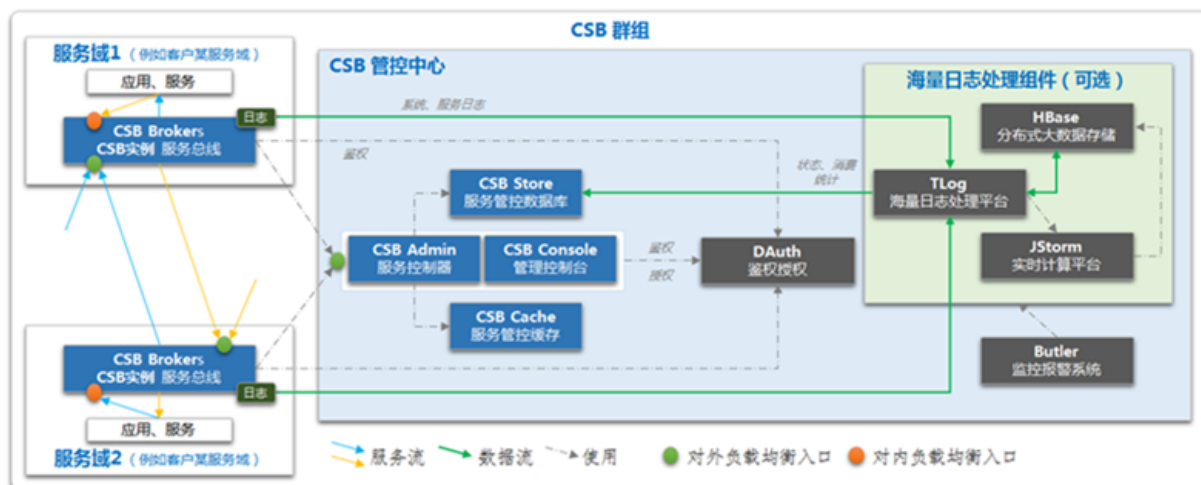 CSB 群组
服务域1（例如客户某服务域）
应用、服务
CSB Brokers
CSB实例 服务总线
日志
CSB 管控中心
系统、服务日志
鉴权
海量日志处理组件（可选）
HBase
分布式大数据存储
状态、消费
统计
TLog
海量日志处理平台
JStorm
实时计算平台
CSB Store
服务管控数据库
CSB Admin
服务控制器
CSB Console
管理控制台
鉴权
授权
DAuth
鉴权授权
CSB Cache
服务管控缓存
Butler
监控报警系统
CSB Brokers
CSB实例 服务总线
日志
应用、服务
服务域2（例如客户某服务域）
服务流
数据流
使用
对外负载均衡入口
对内负载均衡入口